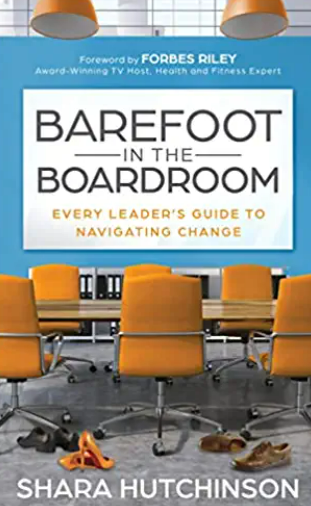 Foreword by FORBES RILEY
Award-Winning TV Host, Health and Fitness Expert
BAREFOOT
IN THE
BOARDROOM
EVERY LEADER'S GUIDE TO
NAVIGATING CHANGE
SHARA HUTCHINSON